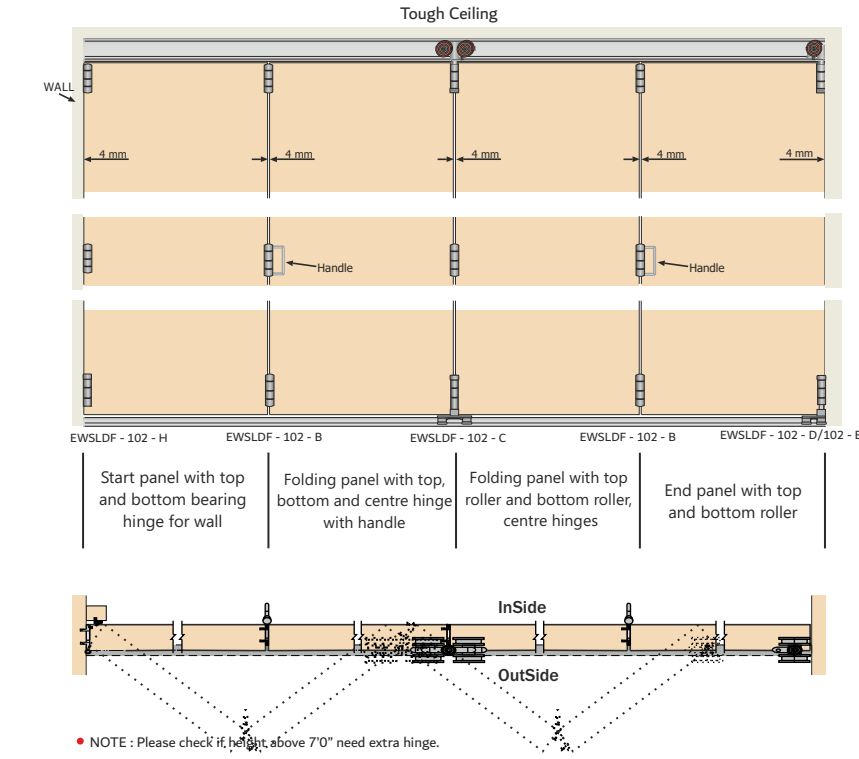 Tough Ceiling
WALL
4 mm 4 mm 4 mm 4 mm 4 mm
Handle Handle
EWSLDF - 102 - H EWSLDF - 102 - B EWSLDF - 102 - C EWSLDF - 102 - B EWSLDF - 102 - D/102 - E
Start panel with top
and bottom bearing
hinge for wall
Folding panel with top,
bottom and centre hinge
with handle
Folding panel with top
roller and bottom roller,
centre hinges
End panel with top
and bottom roller
InSide
OutSide
• NOTE : Please check if height above 7'0” need extra hinge.